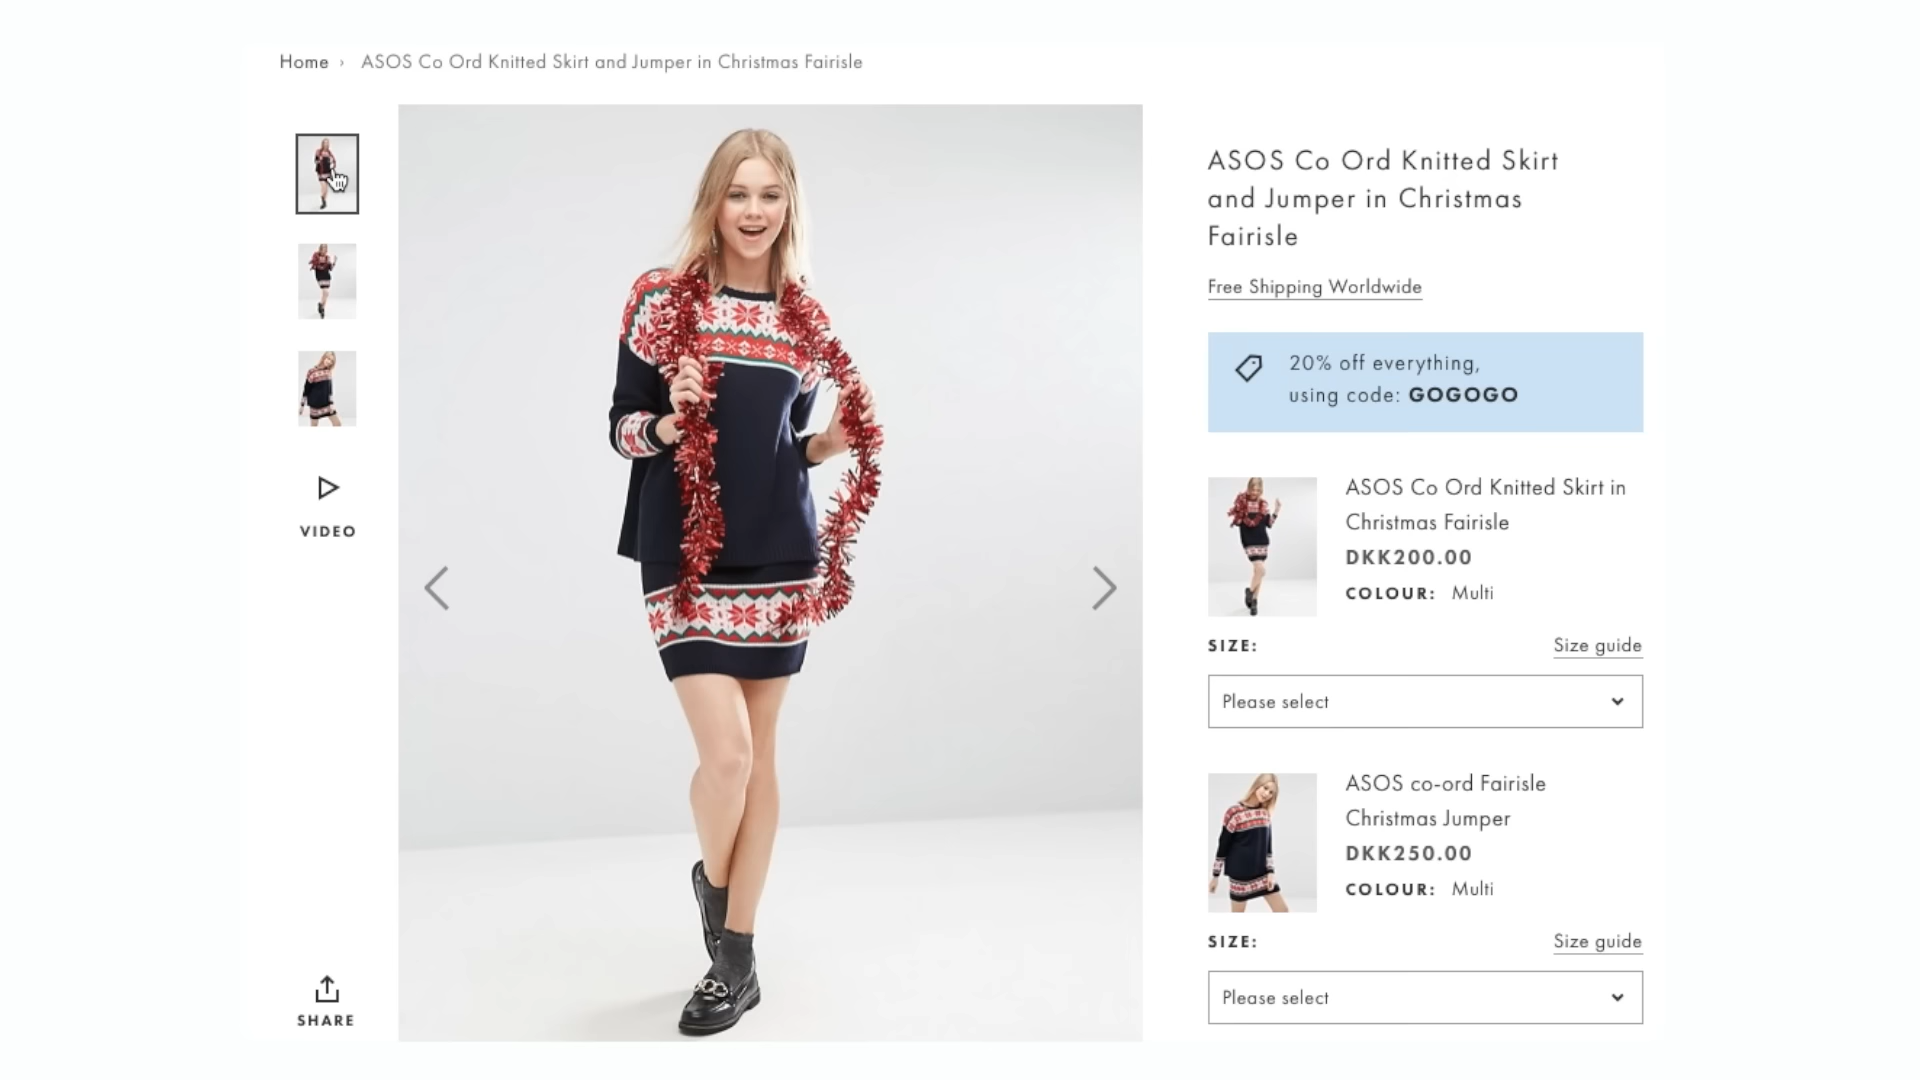 Home › ASOS Co Ord Knitted Skirt and Jumper in Christmas Fairisle
VIDEO
SHARE
ASOS Co Ord Knitted Skirt
and Jumper in Christmas
Fairisle
Free Shipping Worldwide
20% off everything,
using code: GOGOGO
ASOS Co Ord Knitted Skirt in
Christmas Fairisle
DKK200.00
COLOUR: Multi
SIZE: Size guide
Please select
ASOS co-ord Fairisle
Christmas Jumper
DKK250.00
COLOUR: Multi
SIZE: Size guide
Please select